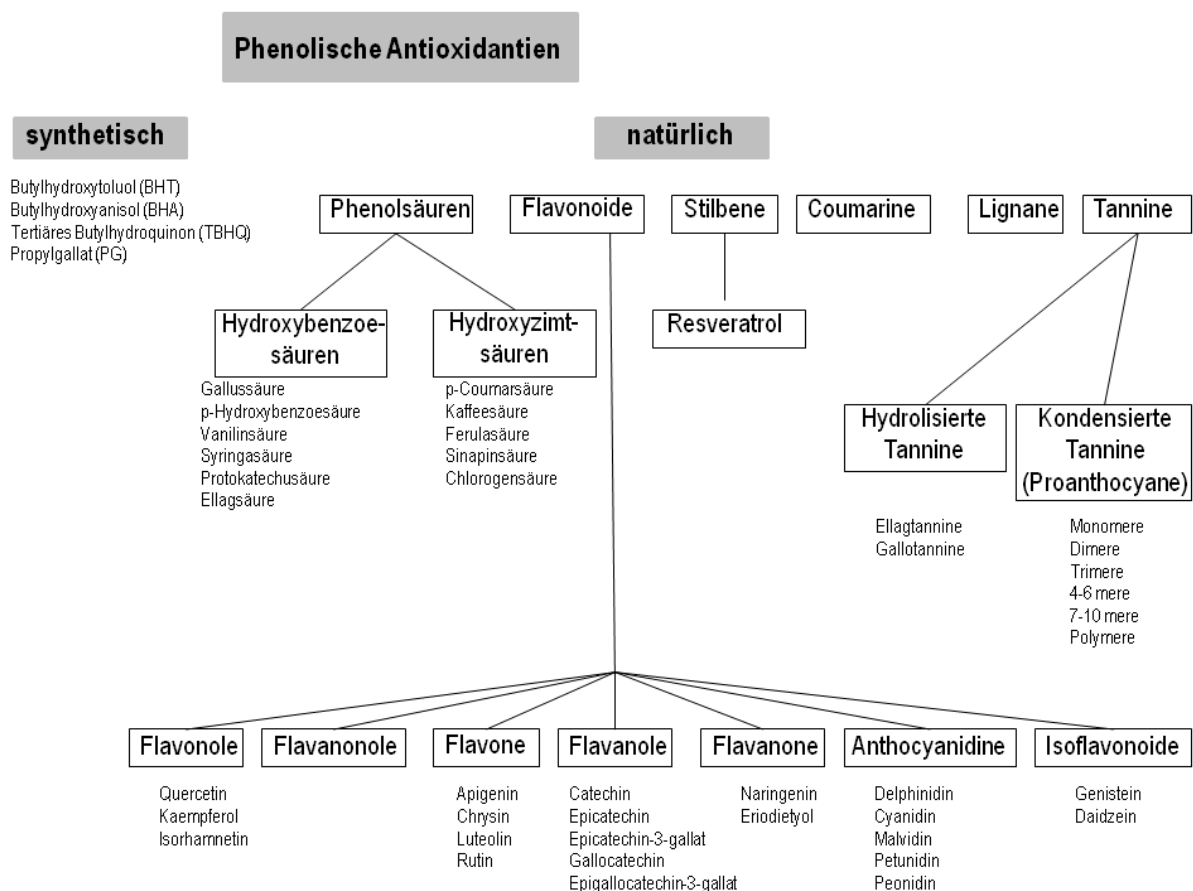 Phenolische Antioxidantien
synthetisch
natürlich
Butylhydroxytoluol (BHT)
Butylhydroxyanisol (BHA)
Tertiäres Butylhydroquinon (TBHQ)
Propylgallat (PG)
Phenolsäuren
Flavonoide
Stilbene
Coumarine
Lignane
Tannine
Hydroxybenzoe-
säuren
Gallussäure
p-Hydroxybenzoesäure
Vanilinsäure
Syringasäure
Protokatechusäure
Ellagsäure
Hydroxyzimt-
säuren
p-Coumarsäure
Kaffeesäure
Ferulasäure
Sinapinsäure
Chlorogensäure
Resveratrol
Hydrolisierte
Tannine
Ellagtannine
Gallotannine
Kondensierte
Tannine
(Proanthocyane)
Monomere
Dimere
Trimere
4-6 mere
7-10 mere
Polymere
Flavonole
Quercetin
Kaempferol
Isorhamnetin
Flavanonole
Flavone
Apigenin
Chrysin
Luteolin
Rutin
Flavanole
Catechin
Epicatechin
Epicatechin-3-gallat
Gallocatechin
Epigallocatechin-3-gallat
Flavanone
Naringenin
Eriodietyol
Anthocyanidine
Delphinidin
Cyanidin
Malvidin
Petunidin
Peonidin
Isoflavonoide
Genistein
Daidzein